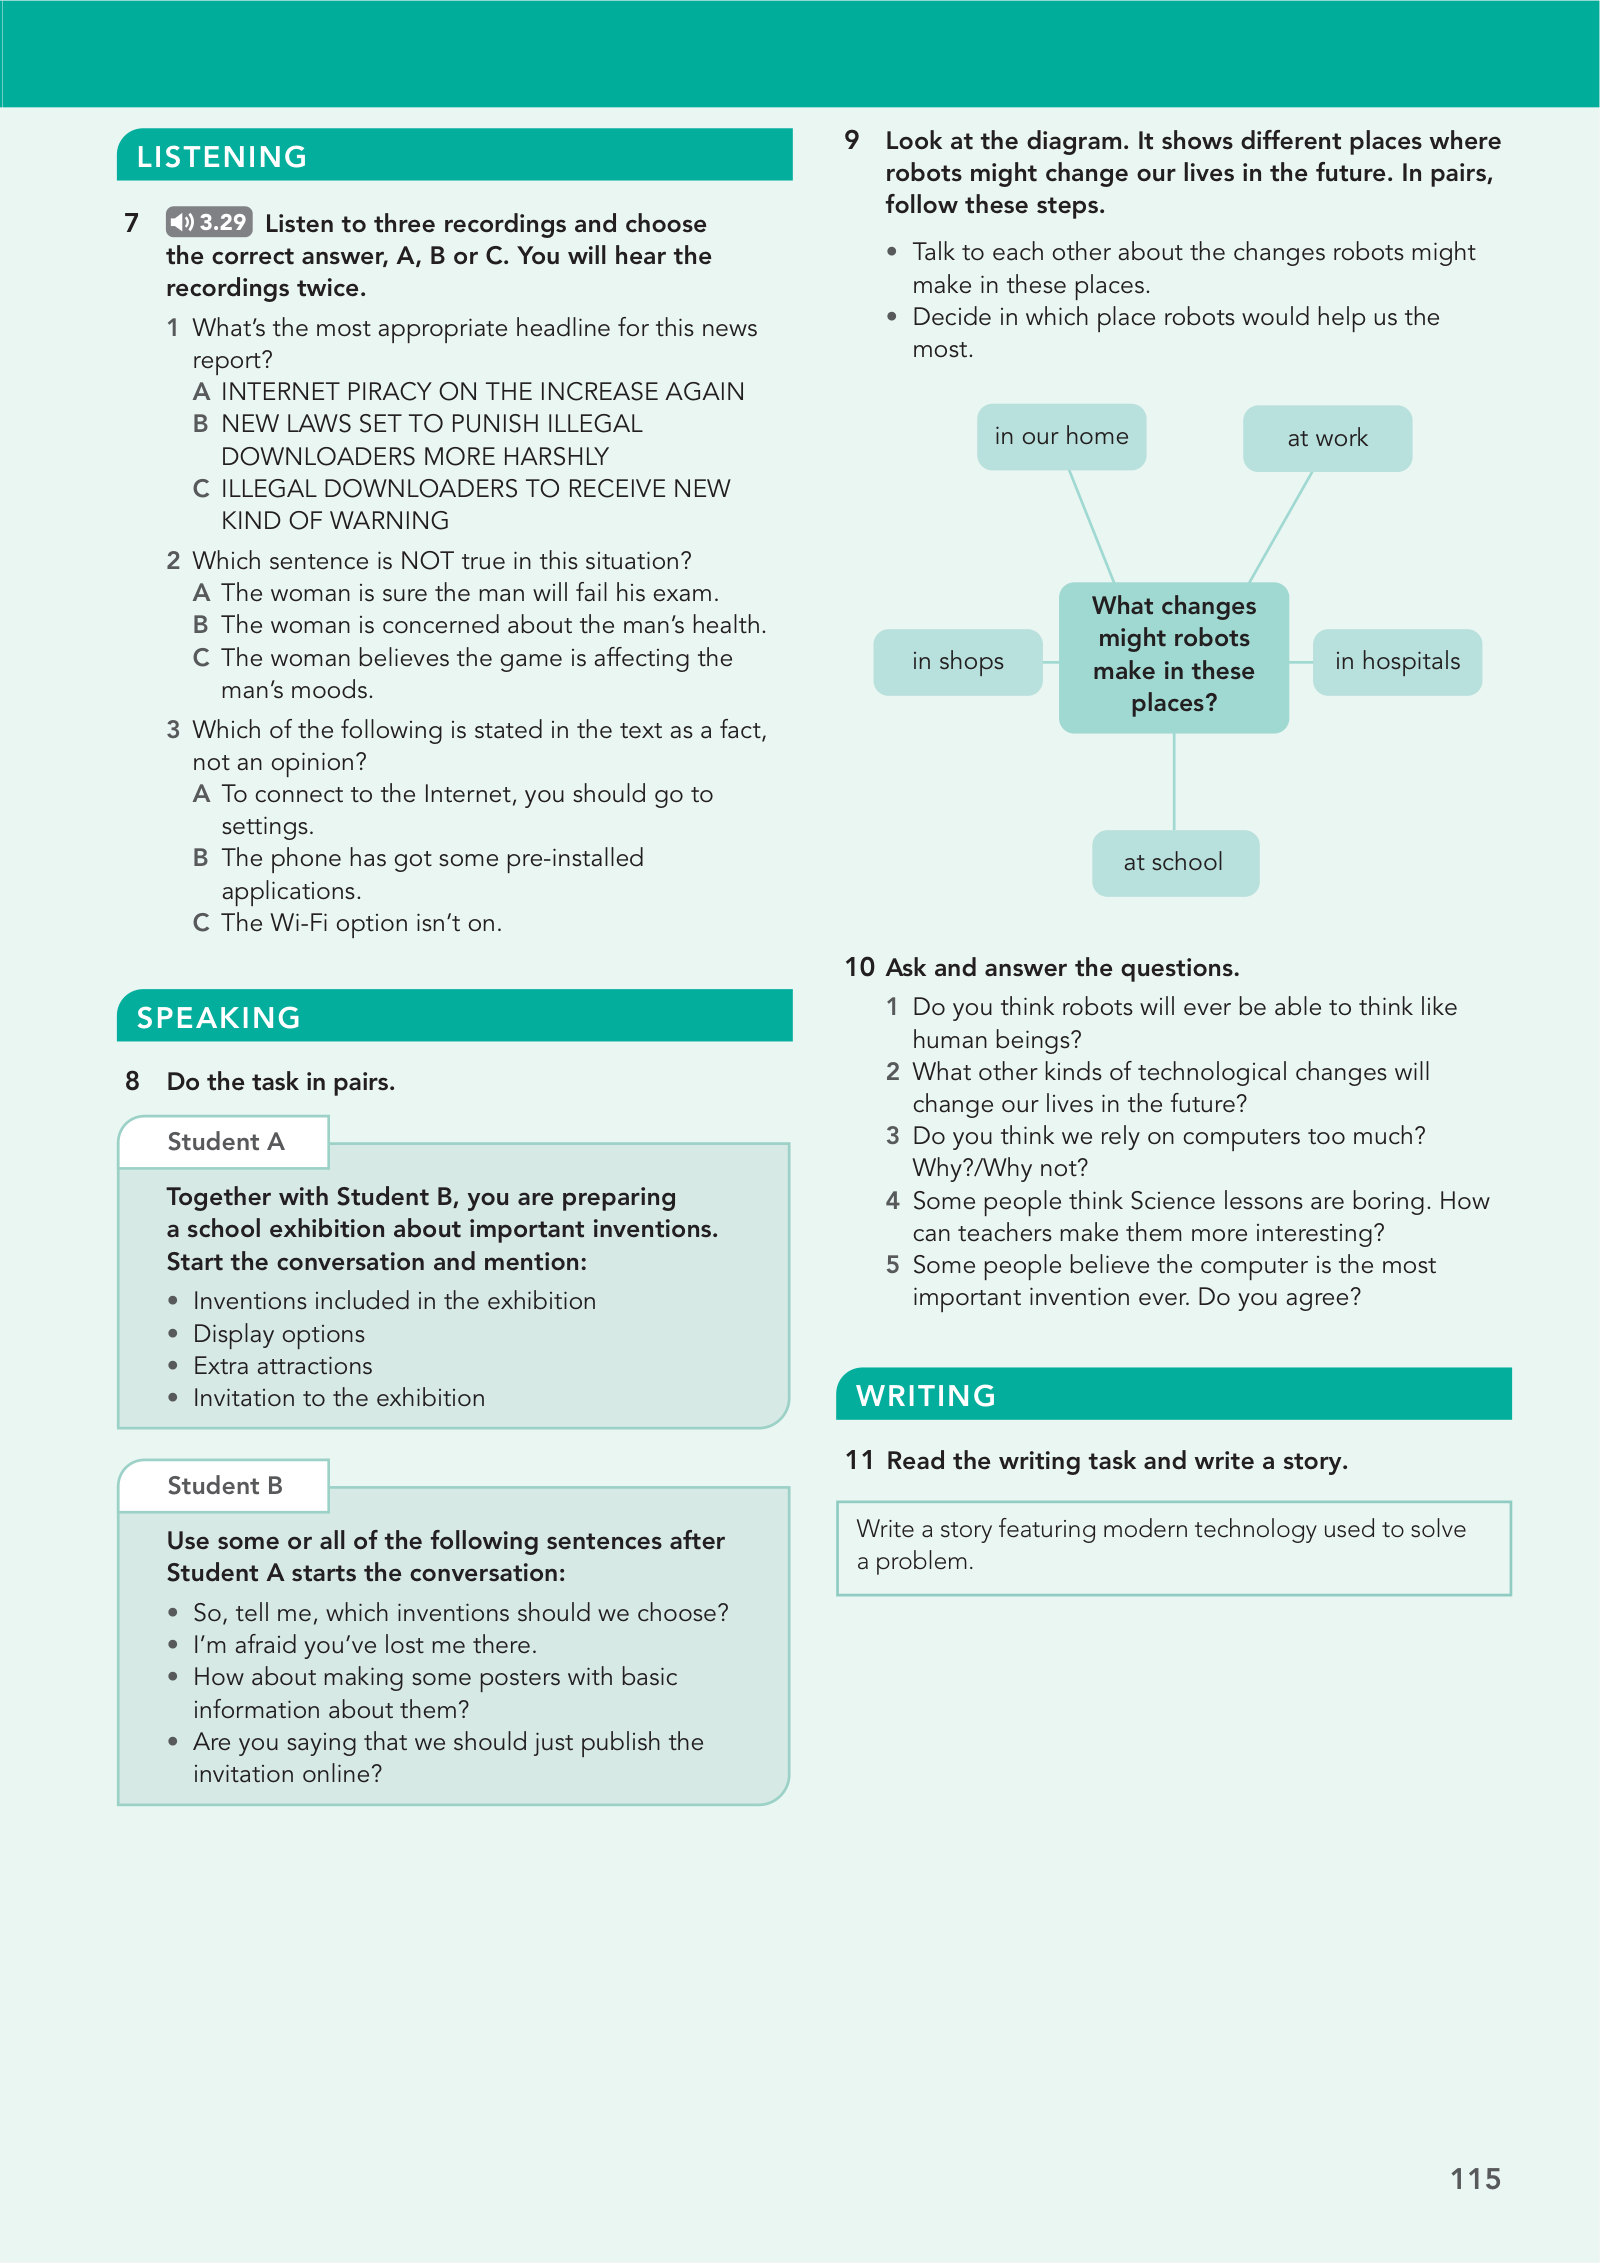 LISTENING
7 3.29 Listen to three recordings and choose
the correct answer, A, B or C. You will hear the
recordings twice.
1 What’s the most appropriate headline for this news
report?
A INTERNET PIRACY ON THE INCREASE AGAIN
B NEW LAWS SET TO PUNISH ILLEGAL
DOWNLOADERS MORE HARSHLY
C ILLEGAL DOWNLOADERS TO RECEIVE NEW
KIND OF WARNING
2 Which sentence is NOT true in this situation?
A The woman is sure the man will fail his exam.
B The woman is concerned about the man’s health.
C The woman believes the game is affecting the
man’s moods.
3 Which of the following is stated in the text as a fact,
not an opinion?
A To connect to the Internet, you should go to
settings.
B The phone has got some pre-installed
applications.
C The Wi-Fi option isn’t on.
SPEAKING
8 Do the task in pairs.
Student A
Together with Student B, you are preparing
a school exhibition about important inventions.
Start the conversation and mention:
• Inventions included in the exhibition
• Display options
• Extra attractions
• Invitation to the exhibition
Student B
Use some or all of the following sentences after
Student A starts the conversation:
• So, tell me, which inventions should we choose?
• I’m afraid you’ve lost me there.
• How about making some posters with basic
information about them?
• Are you saying that we should just publish the
invitation online?
9 Look at the diagram. It shows different places where
robots might change our lives in the future. In pairs,
follow these steps.
• Talk to each other about the changes robots might
make in these places.
• Decide in which place robots would help us the
most.
in our home
at work
What changes
might robots
make in these
places?
in shops
in hospitals
at school
10 Ask and answer the questions.
1 Do you think robots will ever be able to think like
human beings?
2 What other kinds of technological changes will
change our lives in the future?
3 Do you think we rely on computers too much?
Why?/Why not?
4 Some people think Science lessons are boring. How
can teachers make them more interesting?
5 Some people believe the computer is the most
important invention ever. Do you agree?
WRITING
11 Read the writing task and write a story.
Write a story featuring modern technology used to solve
a problem.
115